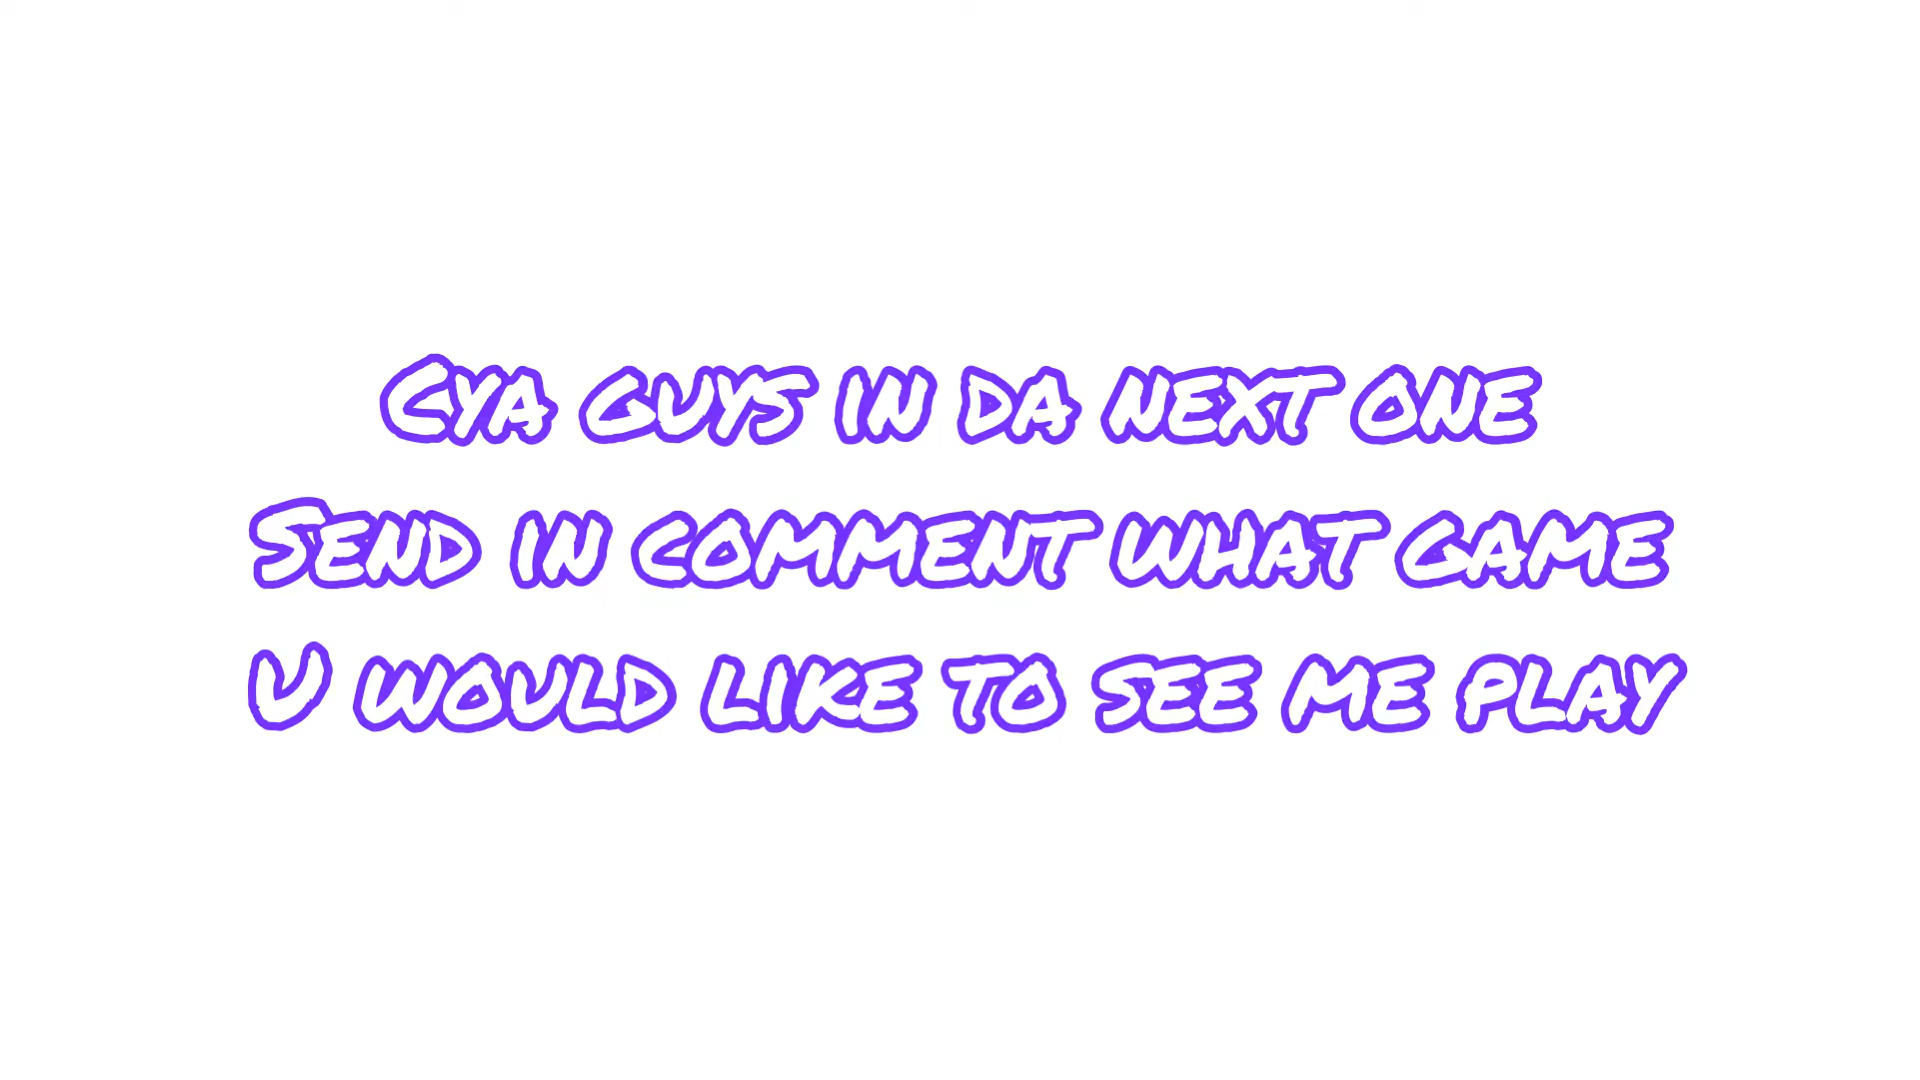 Cya guys in da next one
Send in comment what game
U would like to see me play